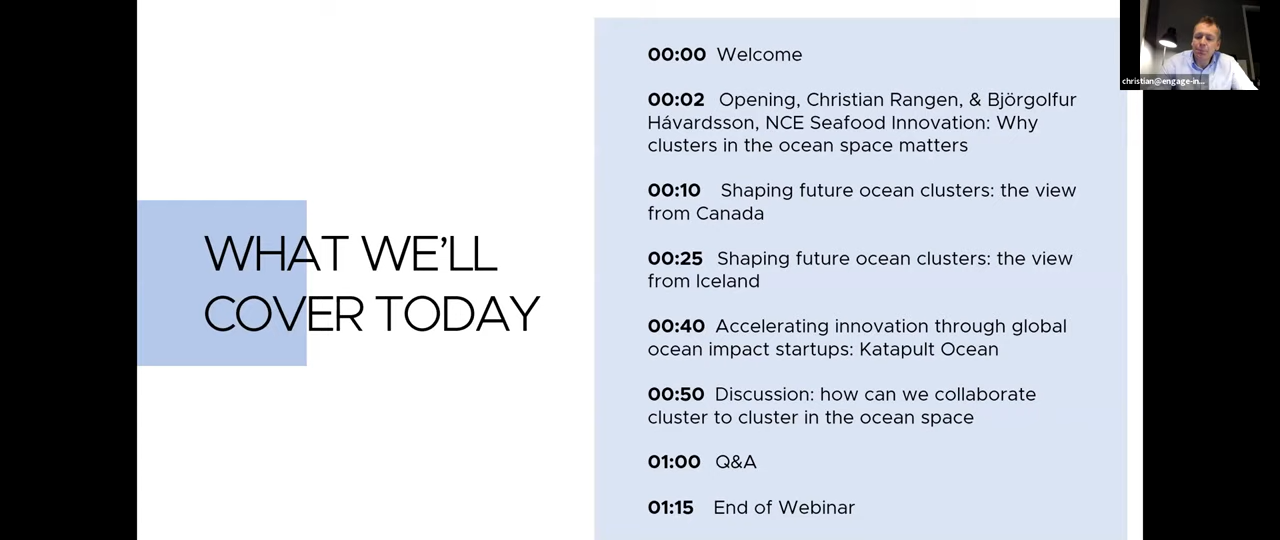 WHAT WE’LL
COVER TODAY
00:00 Welcome
00:02 Opening, Christian Rangen, & Björgolfur
Hávardsson, NCE Seafood Innovation: Why
clusters in the ocean space matters
00:10 Shaping future ocean clusters: the view
from Canada
00:25 Shaping future ocean clusters: the view
from Iceland
00:40 Accelerating innovation through global
ocean impact startups: Katapult Ocean
00:50 Discussion: how can we collaborate
cluster to cluster in the ocean space
01:00 Q&A
01:15 End of Webinar
christian@engage-in...